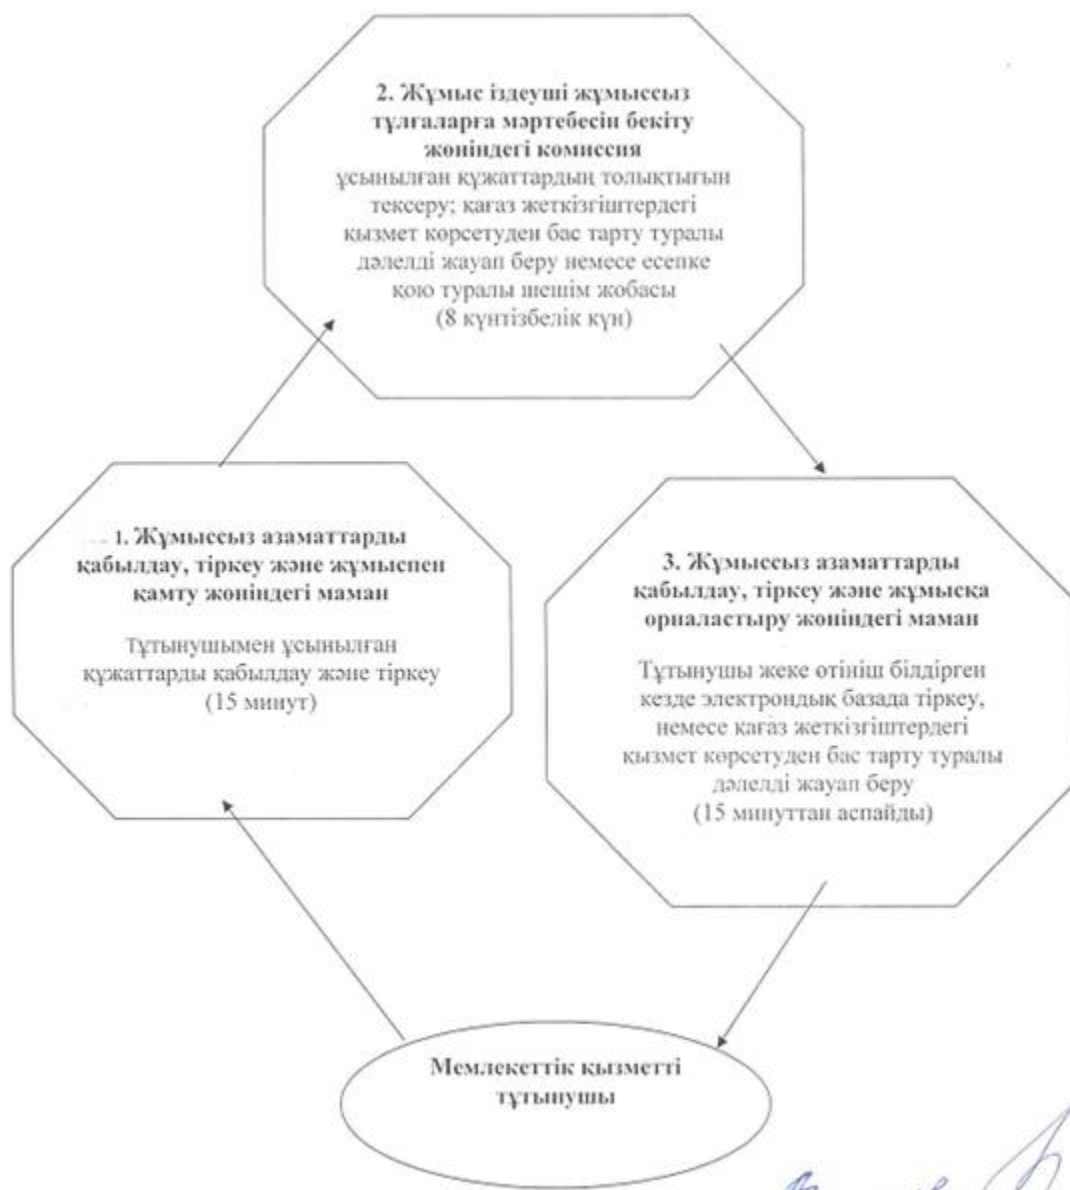 2. Жұмыс іздеуші жұмыссыз
тұлғаларға мәртебесін бекіту
жөніндегі комиссия
ұсынылған құжаттардың толықтығын
тексеру; қағаз жеткізгіштердегі
қызмет көрсетуден бас тарту туралы
дәлелді жауап беру немесе есепке
қою туралы шешім жобасы
(8 күнтізбелік күн)
1. Жұмыссыз азаматтарды
қабылдау, тіркеу және жұмыспен
қамту жөніндегі маман
Тұтынушымен ұсынылған
құжаттарды қабылдау және тіркеу
(15 минут)
3. Жұмыссыз азаматтарды
қабылдау, тіркеу және жұмысқа
орналастыру жөніндегі маман
Тұтынушы жеке өтініш білдірген
кезде электрондық базада тіркеу,
немесе қағаз жеткізгіштердегі
қызмет көрсетуден бас тарту туралы
дәлелді жауап беру
(15 минуттан аспайды)
Мемлекеттік қызметті
тұтынушы